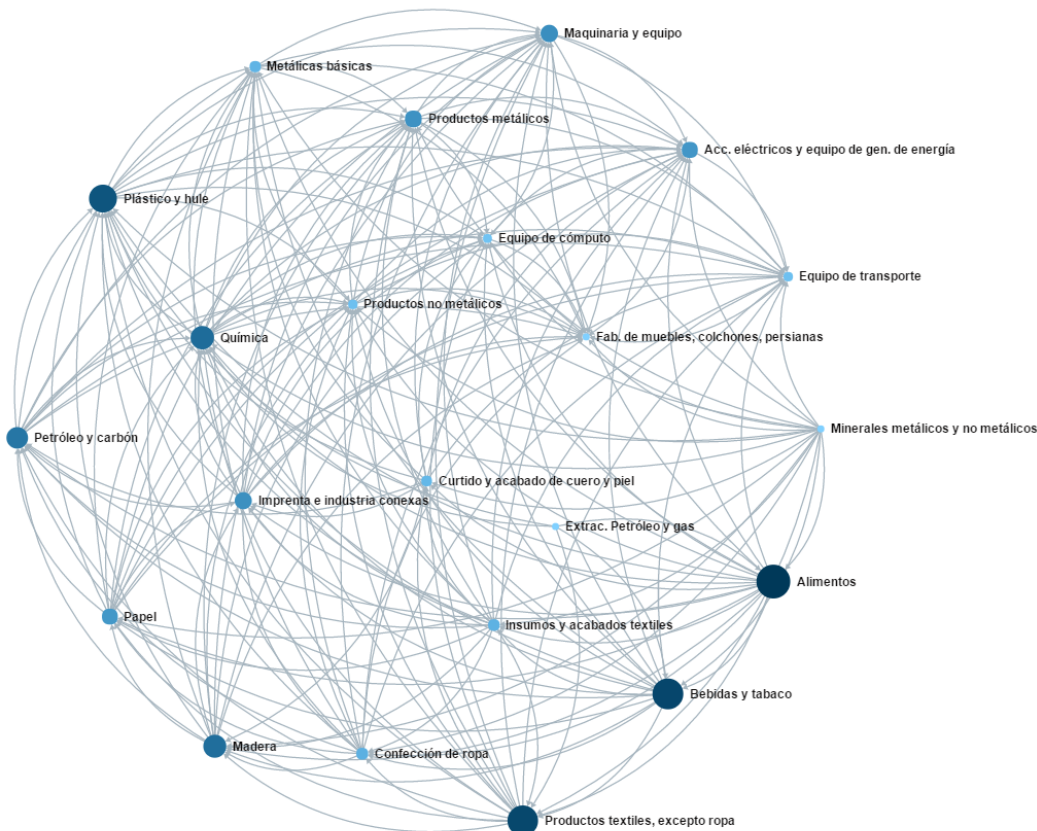 Maquinaria y equipo
Metálicas básicas
Productos metálicos
Acc. eléctricos y equipo de gen. de energía
Plástico y hule
Equipo de cómputo
Equipo de transporte
Productos no metálicos
Química
Fab. de muebles, colchones, persianas
Minerales metálicos y no metálicos
Petróleo y carbón
Curtido y acabado de cuero y piel
Imprenta e industria conexas
Extrac. Petróleo y gas
Alimentos
Papel
Insumos y acabados textiles
Bebidas y tabaco
Madera
Confección de ropa
Productos textiles, excepto ropa